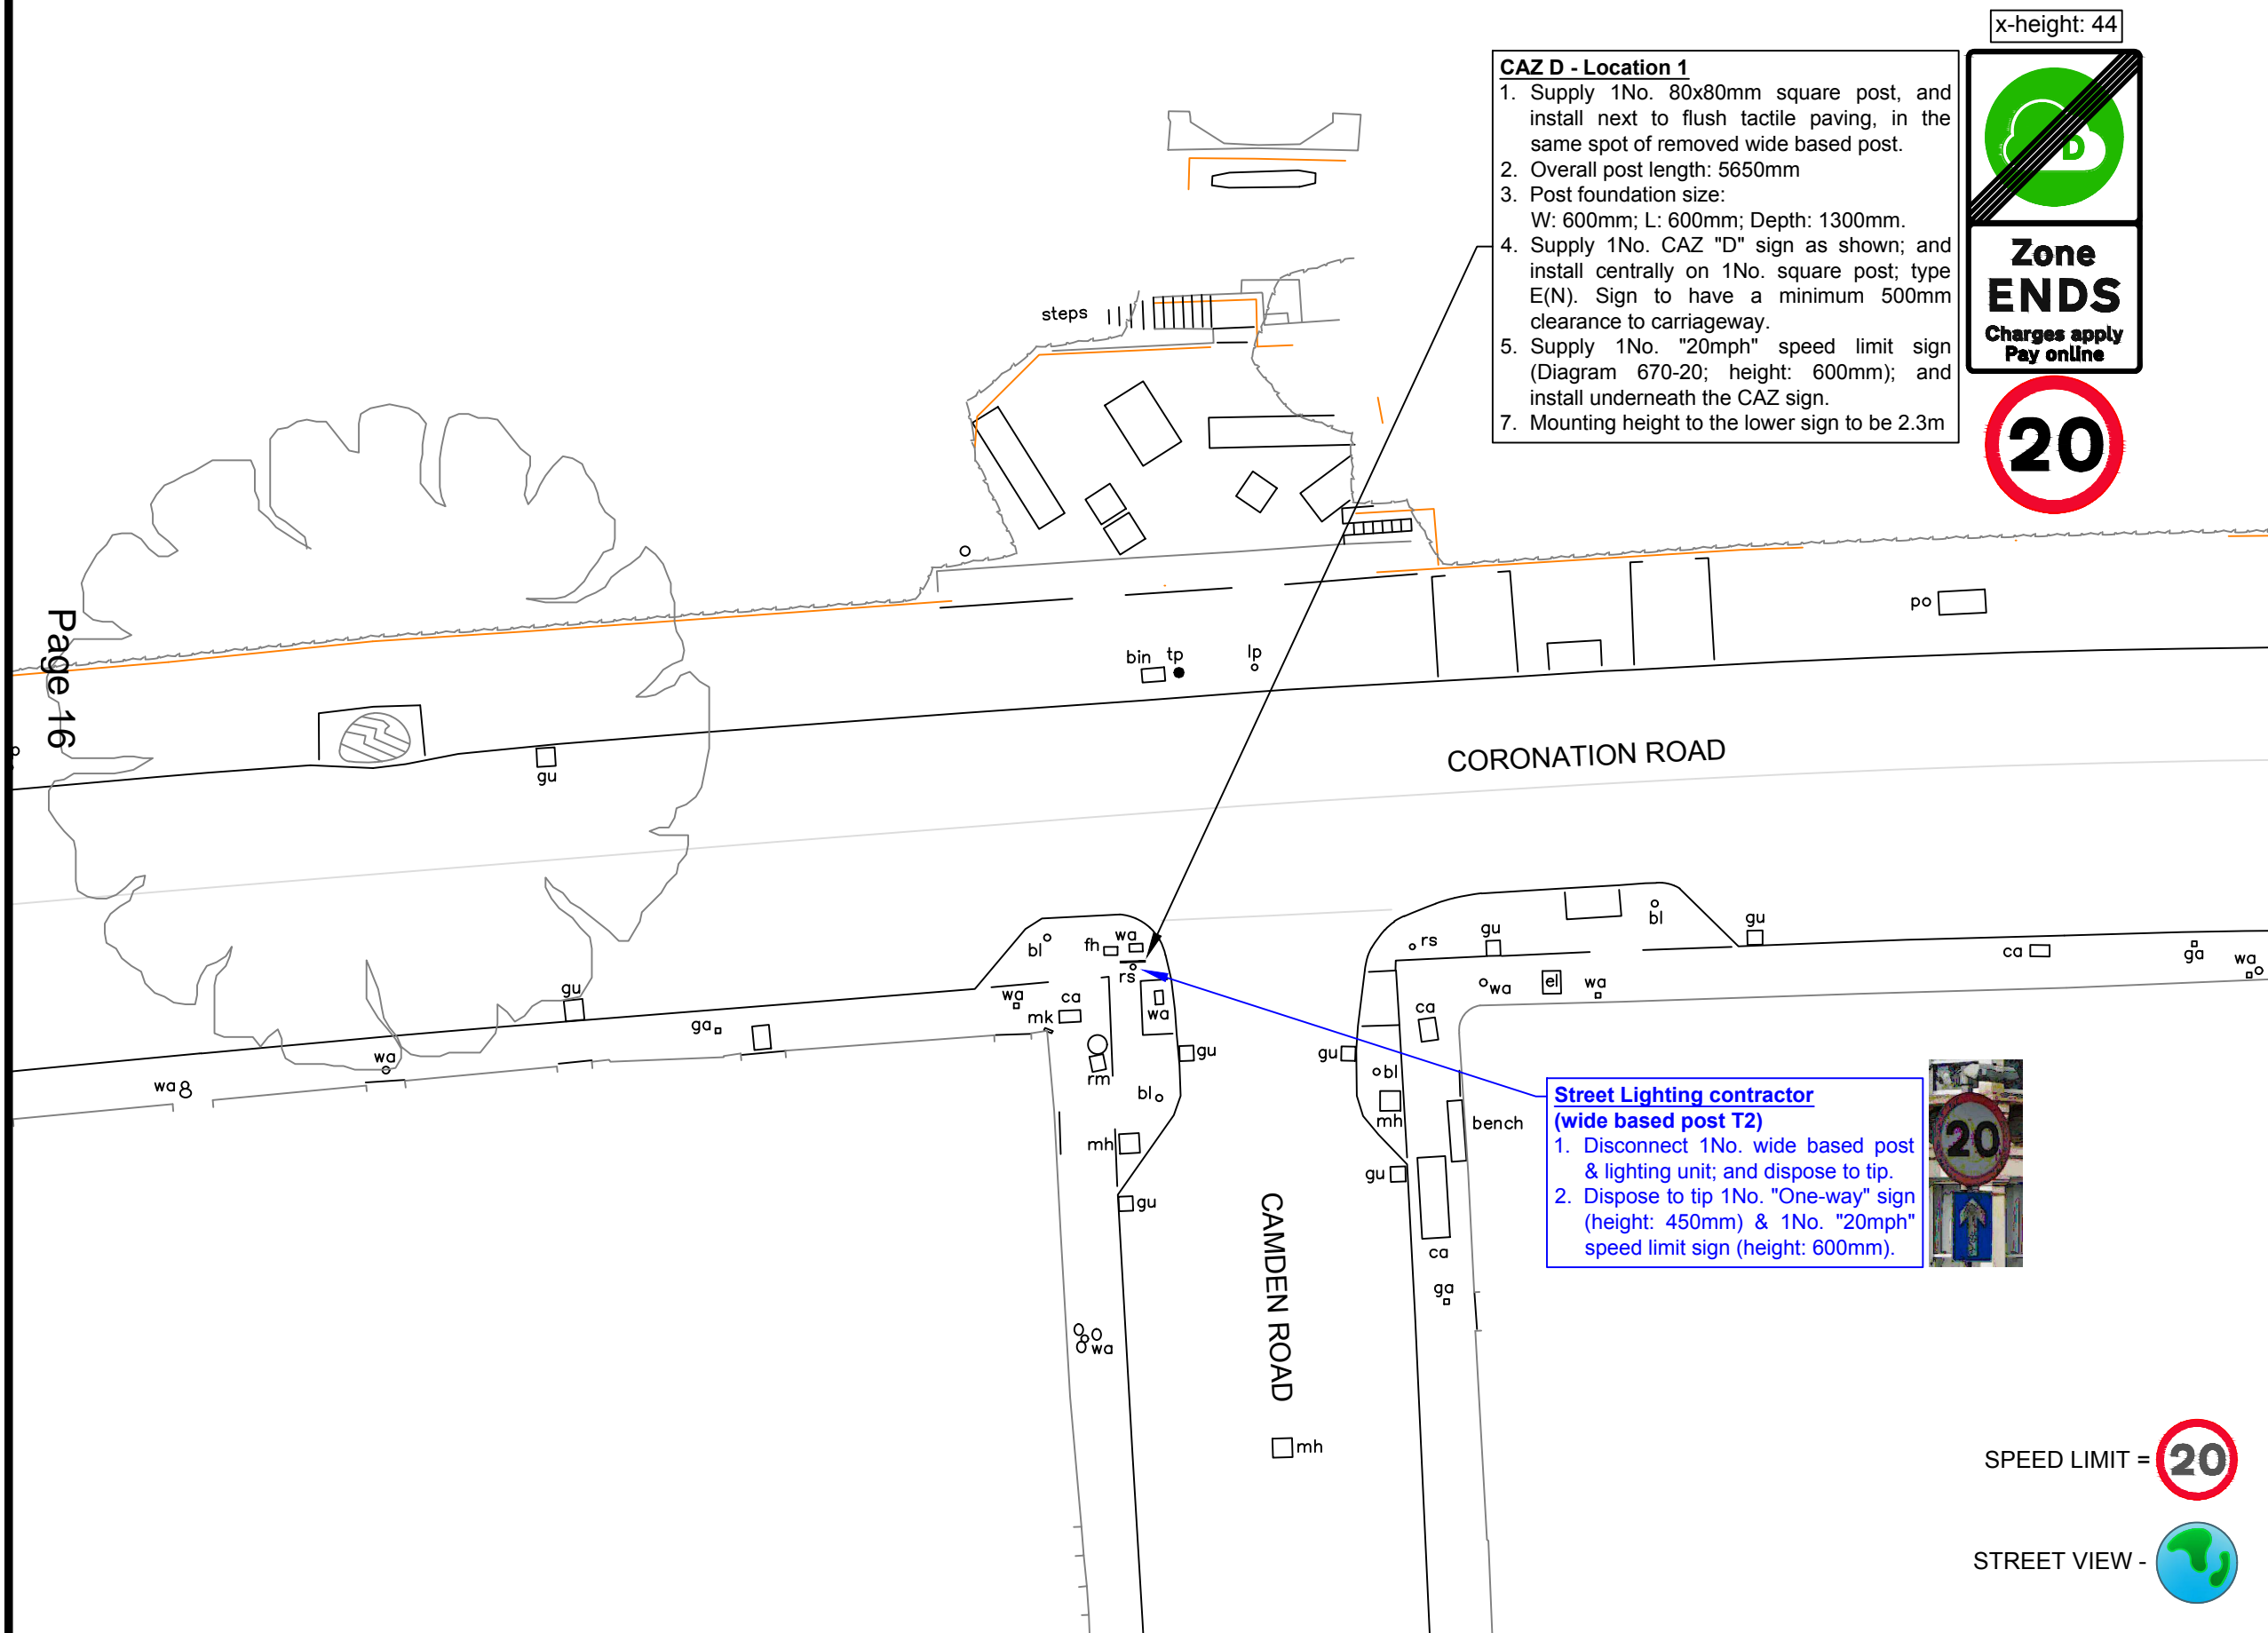 x-height: 44
CAZ D - Location 1
1. Supply 1No. 80x80mm square post, and
install next to flush tactile paving, in the
same spot of removed wide based post.
2. Overall post length: 5650mm
3. Post foundation size:
W: 600mm; L: 600mm; Depth: 1300mm.
4. Supply 1No. CAZ "D" sign as shown; and
install centrally on 1No. square post; type
E(N). Sign to have a minimum 500mm
clearance to carriageway.
5. Supply 1No. "20mph" speed limit sign
(Diagram 670-20; height: 600mm); and
install underneath the CAZ sign.
7. Mounting height to the lower sign to be 2.3m
D
Zone
ENDS
Charges apply
Pay online
20
steps
Page 16
bin
tp
lp
po
gu
CORONATION ROAD
bl
fh
wa
rs
wa
ca
mk
wa
rm
bl
gu
mh
gu
gu
ga
wa
wa
wa
rs
gu
bl
gu
wa
el
wa
ca
ga
wa
ca
gu
bl
mh
bench
gu
ca
ga
CAMDEN ROAD
mh
Street Lighting contractor
(wide based post T2)
1. Disconnect 1No. wide based post
& lighting unit; and dispose to tip.
2. Dispose to tip 1No. "One-way" sign
(height: 450mm) & 1No. "20mph"
speed limit sign (height: 600mm).
20
SPEED LIMIT = 20
STREET VIEW -